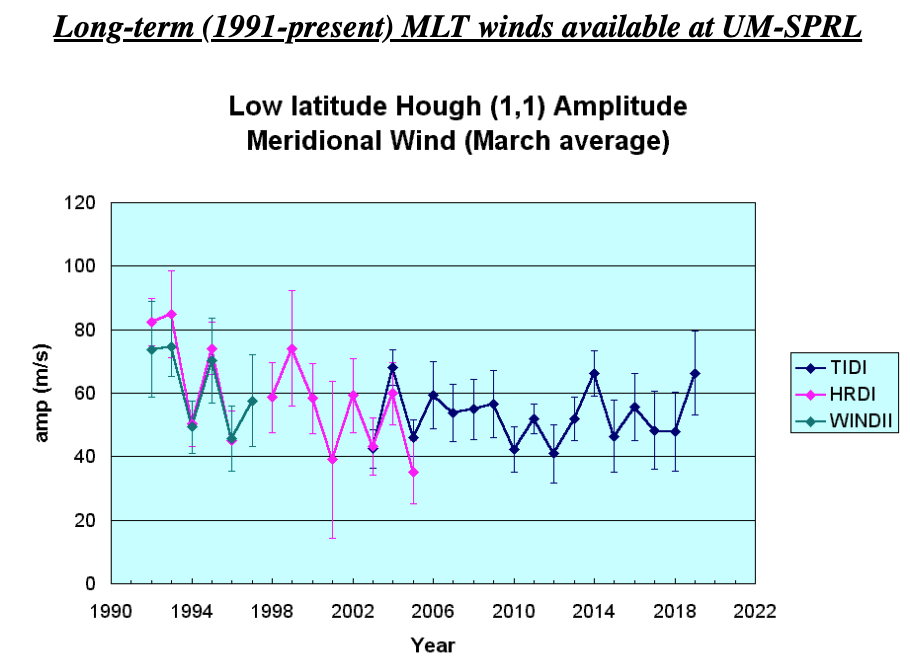 Long-term (1991-present) MLT winds available at UM-SPRL
Low latitude Hough (1,1) Amplitude
Meridional Wind (March average)
120
100
80
60
40
20
0
amp (m/s)
1990 1994 1998 2002 2006 2010 2014 2018 2022
Year
TIDI
HRDI
WINDII